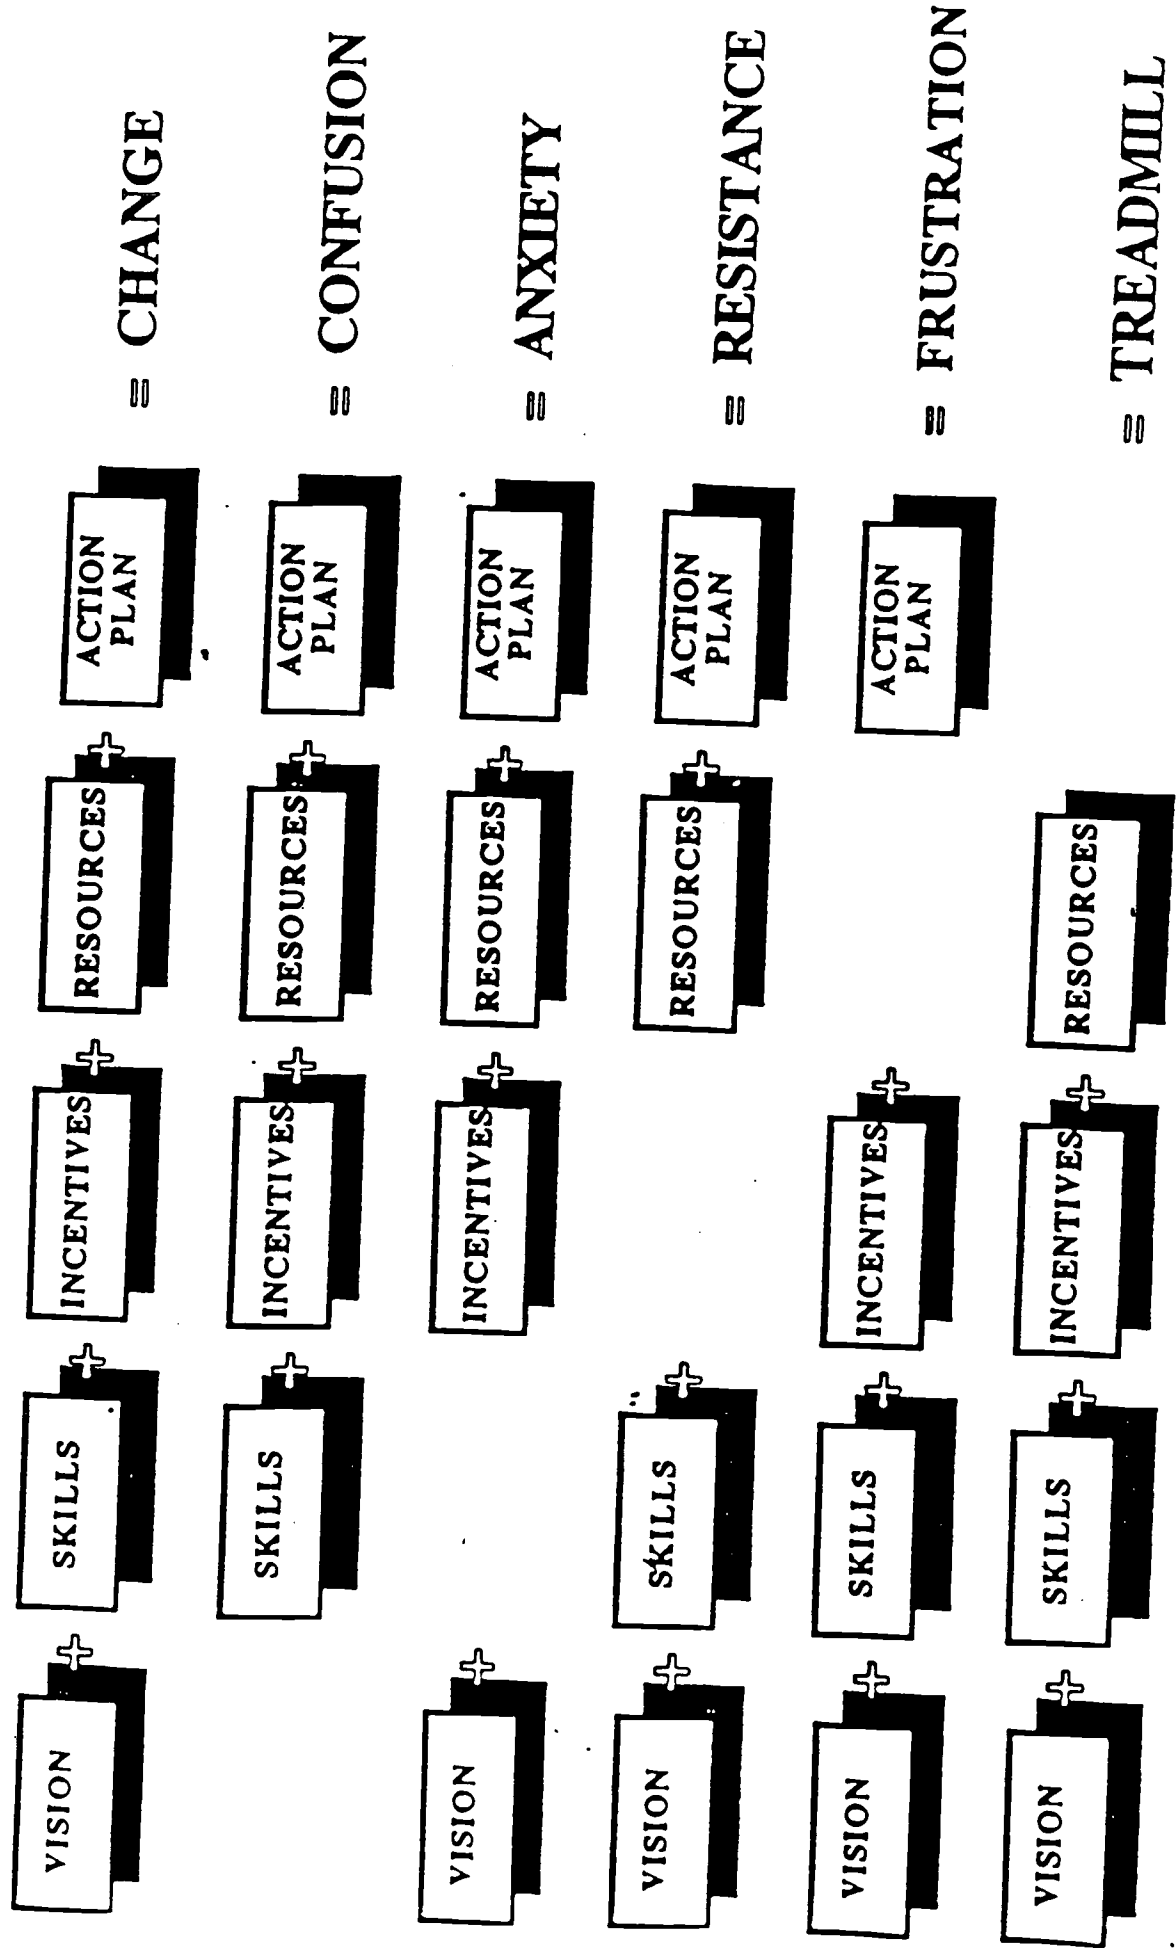 VISION + SKILLS + INCENTIVES + RESOURCES + ACTION PLAN = CHANGE
SKILLS + INCENTIVES + RESOURCES + ACTION PLAN = CONFUSION
VISION + INCENTIVES + RESOURCES + ACTION PLAN = ANXIETY
VISION + SKILLS + RESOURCES + ACTION PLAN = RESISTANCE
VISION + SKILLS + INCENTIVES + ACTION PLAN = FRUSTRATION
VISION + SKILLS + INCENTIVES + RESOURCES = TREADMILL